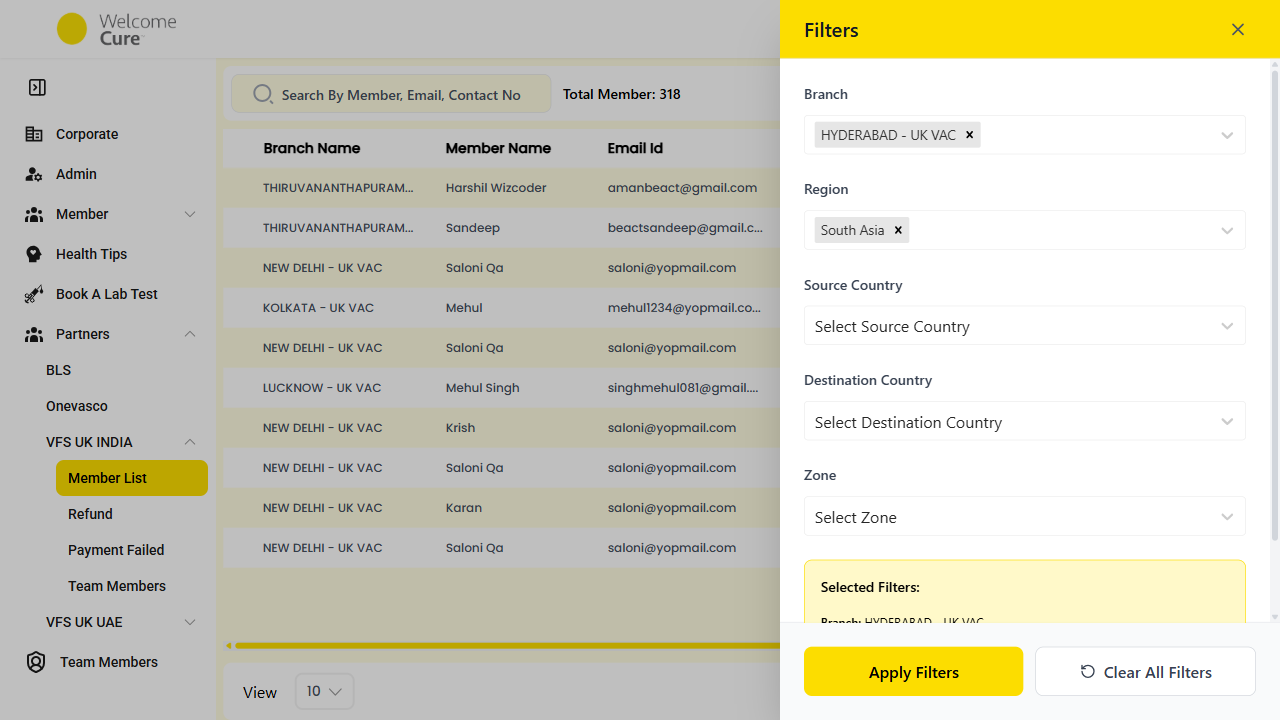 Welcome
Cure
Corporate
Admin
Member
Health Tips
Book A Lab Test
Partners
BLS
Onevasco
VFS UK INDIA
Member List
Refund
Payment Failed
Team Members
VFS UK UAE
Team Members
Search By Member, Email, Contact No
Total Member: 318
Branch Name Member Name Email Id
THIRUVANANTHAPURAM... Harshil Wizcoder amanbeact@gmail.com
THIRUVANANTHAPURAM... Sandeep beactsandeep@gmail.c...
NEW DELHI - UK VAC Saloni Qa saloni@yopmail.com
KOLKATA - UK VAC Mehul mehul1234@yopmail.co...
NEW DELHI - UK VAC Saloni Qa saloni@yopmail.com
LUCKNOW - UK VAC Mehul Singh singhmehul081@gmail....
NEW DELHI - UK VAC Krish saloni@yopmail.com
NEW DELHI - UK VAC Saloni Qa saloni@yopmail.com
NEW DELHI - UK VAC Karan saloni@yopmail.com
NEW DELHI - UK VAC Saloni Qa saloni@yopmail.com
View 10
Filters
Branch
HYDERABAD - UK VAC
Region
South Asia
Source Country
Select Source Country
Destination Country
Select Destination Country
Zone
Select Zone
Selected Filters:
Branch: HYDERABAD - UK VAC
Apply Filters
Clear All Filters